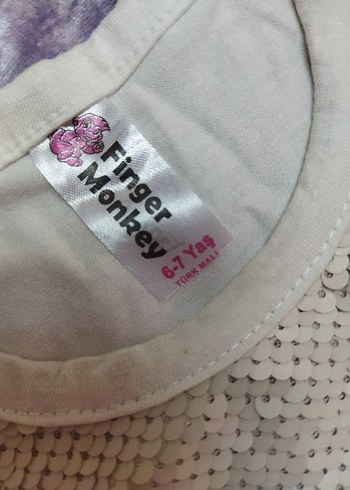 Finger
Monkey
6-7 Yaş
TÜRK MALI